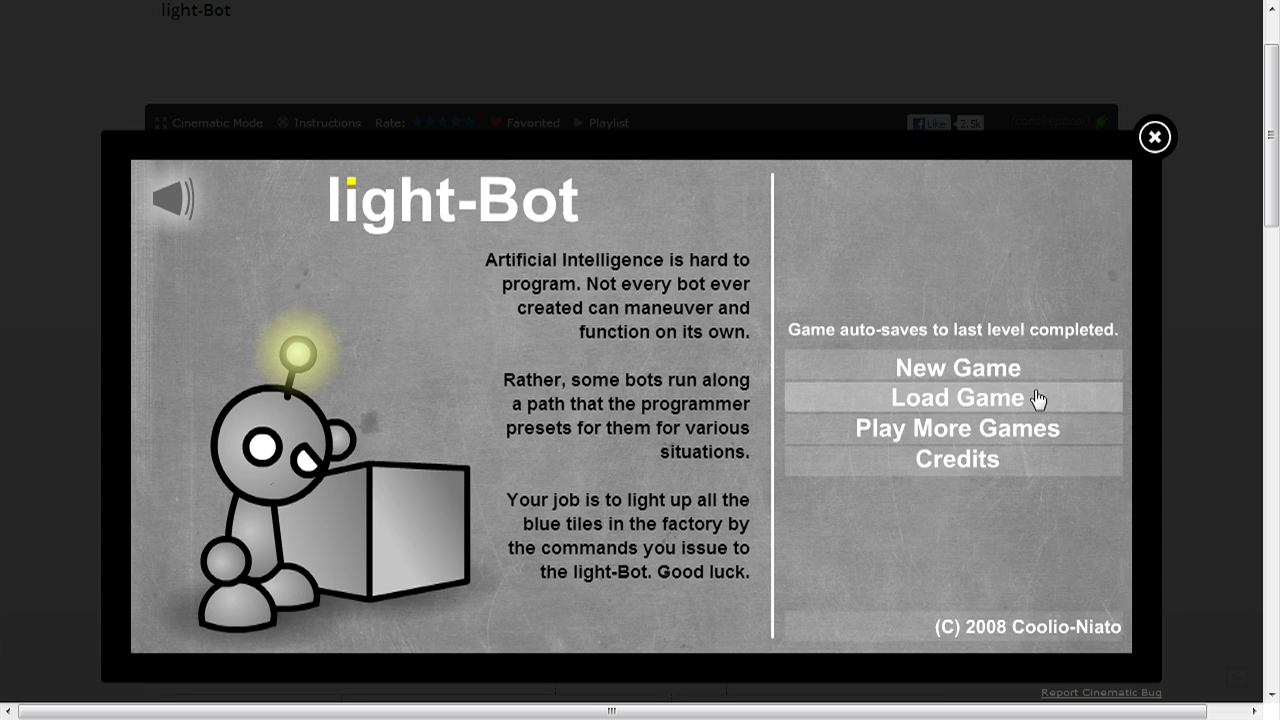 light-Bot
Cinematic Mode Instructions Rate: Favorited Playlist Like 2.5k
light-Bot
Artificial Intelligence is hard to
program. Not every bot ever
created can maneuver and
function on its own.
Rather, some bots run along
a path that the programmer
presets for them for various
situations.
Your job is to light up all the
blue tiles in the factory by
the commands you issue to
the light-Bot. Good luck.
Game auto-saves to last level completed.
New Game
Load Game
Play More Games
Credits
(C) 2008 Coolio-Niato
Report Cinematic Bug